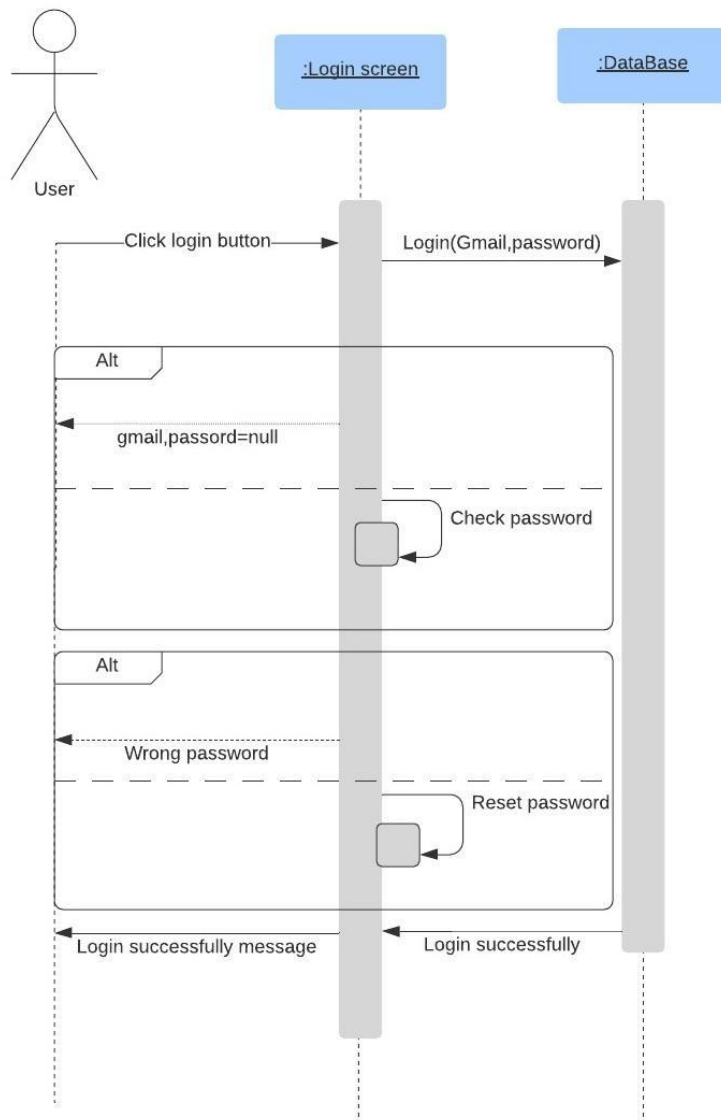 :Login screen
:DataBase
User
Click login button
Login(Gmail,password)
Alt
gmail,passord=null
Check password
Alt
Wrong password
Reset password
Login successfully message
Login successfully